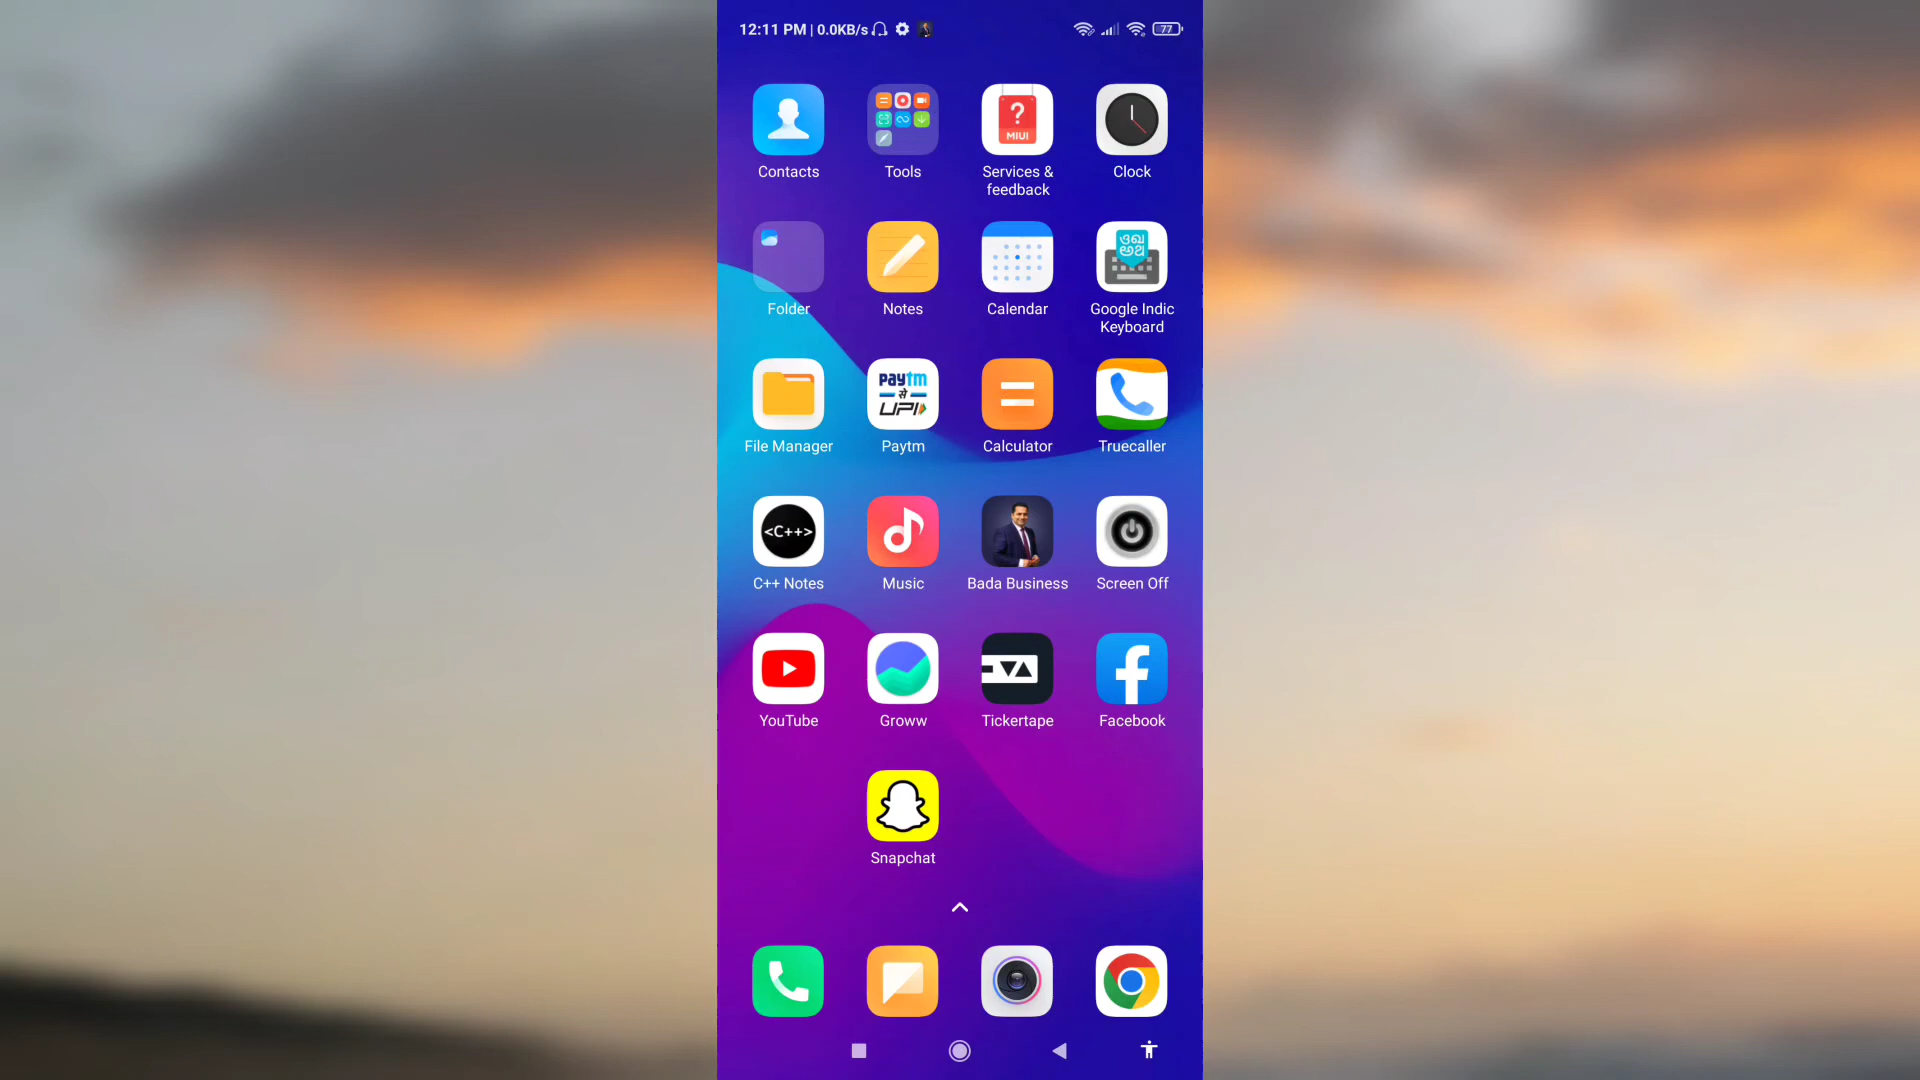 12:11 PM | 0.0KB/s
77
?
MIUI
Contacts
Tools
Services &
feedback
Clock
Folder
Notes
Calendar
Google Indic
Keyboard
paytm
से
UPI
File Manager
Paytm
Calculator
Truecaller
<C++>
C++ Notes
Music
Bada Business
Screen Off
YouTube
Groww
Tickertape
Facebook
Snapchat